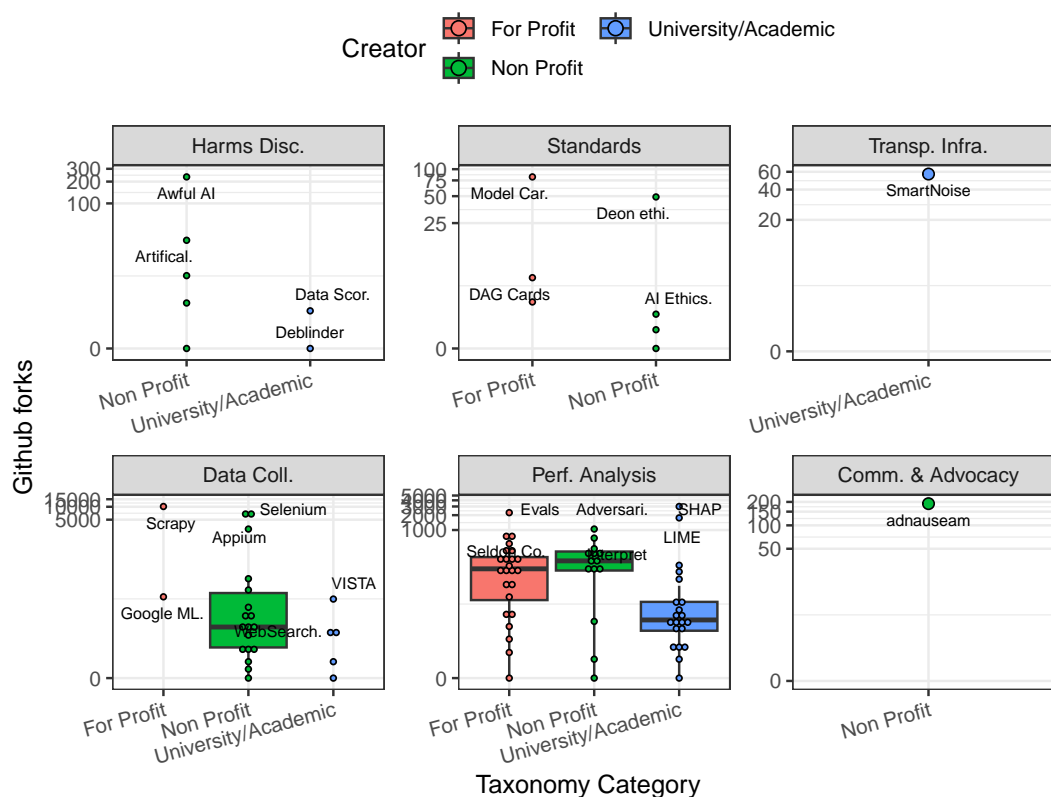 Creator
For Profit
University/Academic
Non Profit
Harms Disc.
300
200
100
0
Awful AI
Artifical.
Data Scor.
Deblinder
Non Profit
University/Academic
Standards
100
75
50
25
0
Model Car.
Deon ethi.
DAG Cards
AI Ethics.
For Profit
Non Profit
Transp. Infra.
60
40
20
0
SmartNoise
University/Academic
Github forks
Data Coll.
15000
10000
5000
0
Scrapy
Selenium
Appium
VISTA
Google ML.
WebSearch.
For Profit
Non Profit
University/Academic
Perf. Analysis
5000
4000
3000
2000
1000
0
Evals
Adversari.
SHAP
LIME
Seldon Co.
Interpret
For Profit
Non Profit
University/Academic
Comm. & Advocacy
200
150
100
50
0
adnauseam
Non Profit
Taxonomy Category